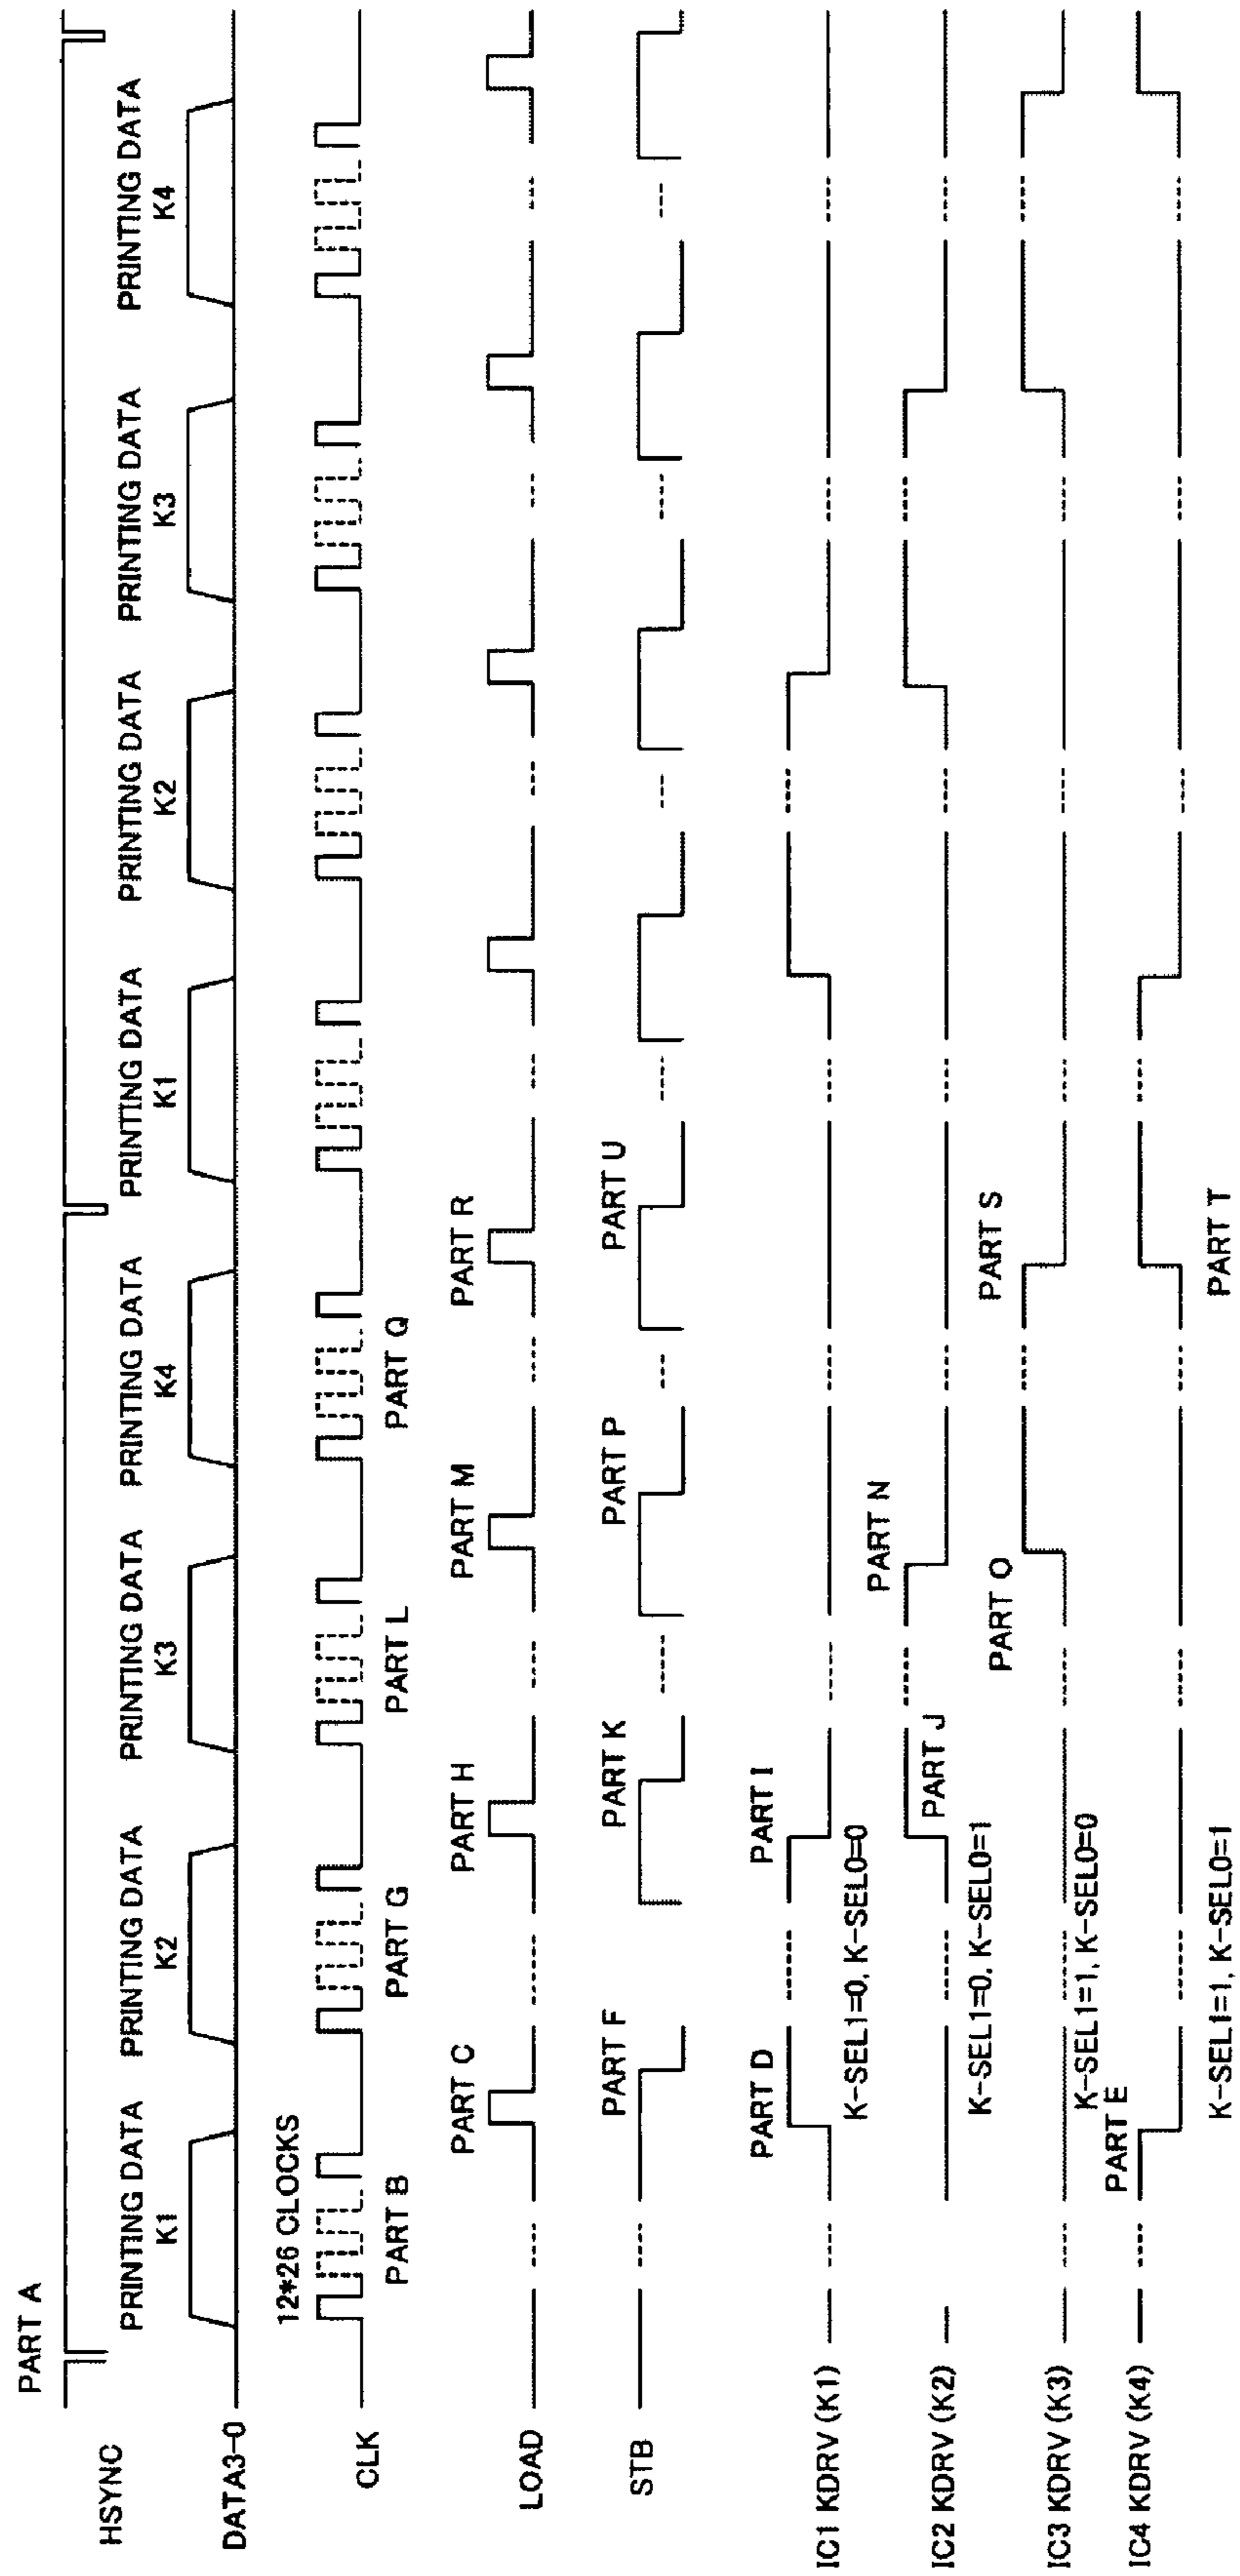 PART A
HSYNC
PRINTING DATA
K1
PRINTING DATA
K2
PRINTING DATA
K3
PRINTING DATA
K4
PRINTING DATA
K1
PRINTING DATA
K2
PRINTING DATA
K3
PRINTING DATA
K4
DATA3-0
12*26 CLOCKS
CLK
PART B
PART G
PART L
PART Q
PART C
PART H
PART M
PART R
LOAD
PART F
PART K
PART P
PART U
STB
PART D
PART I
IC1 KDRV (K1)
K-SEL1=0, K-SEL0=0
PART N
PART J
IC2 KDRV (K2)
K-SEL1=0, K-SEL0=1
PART O
PART S
IC3 KDRV (K3)
K-SEL1=1, K-SEL0=0
PART E
IC4 KDRV (K4)
K-SEL1=1, K-SEL0=1
PART T